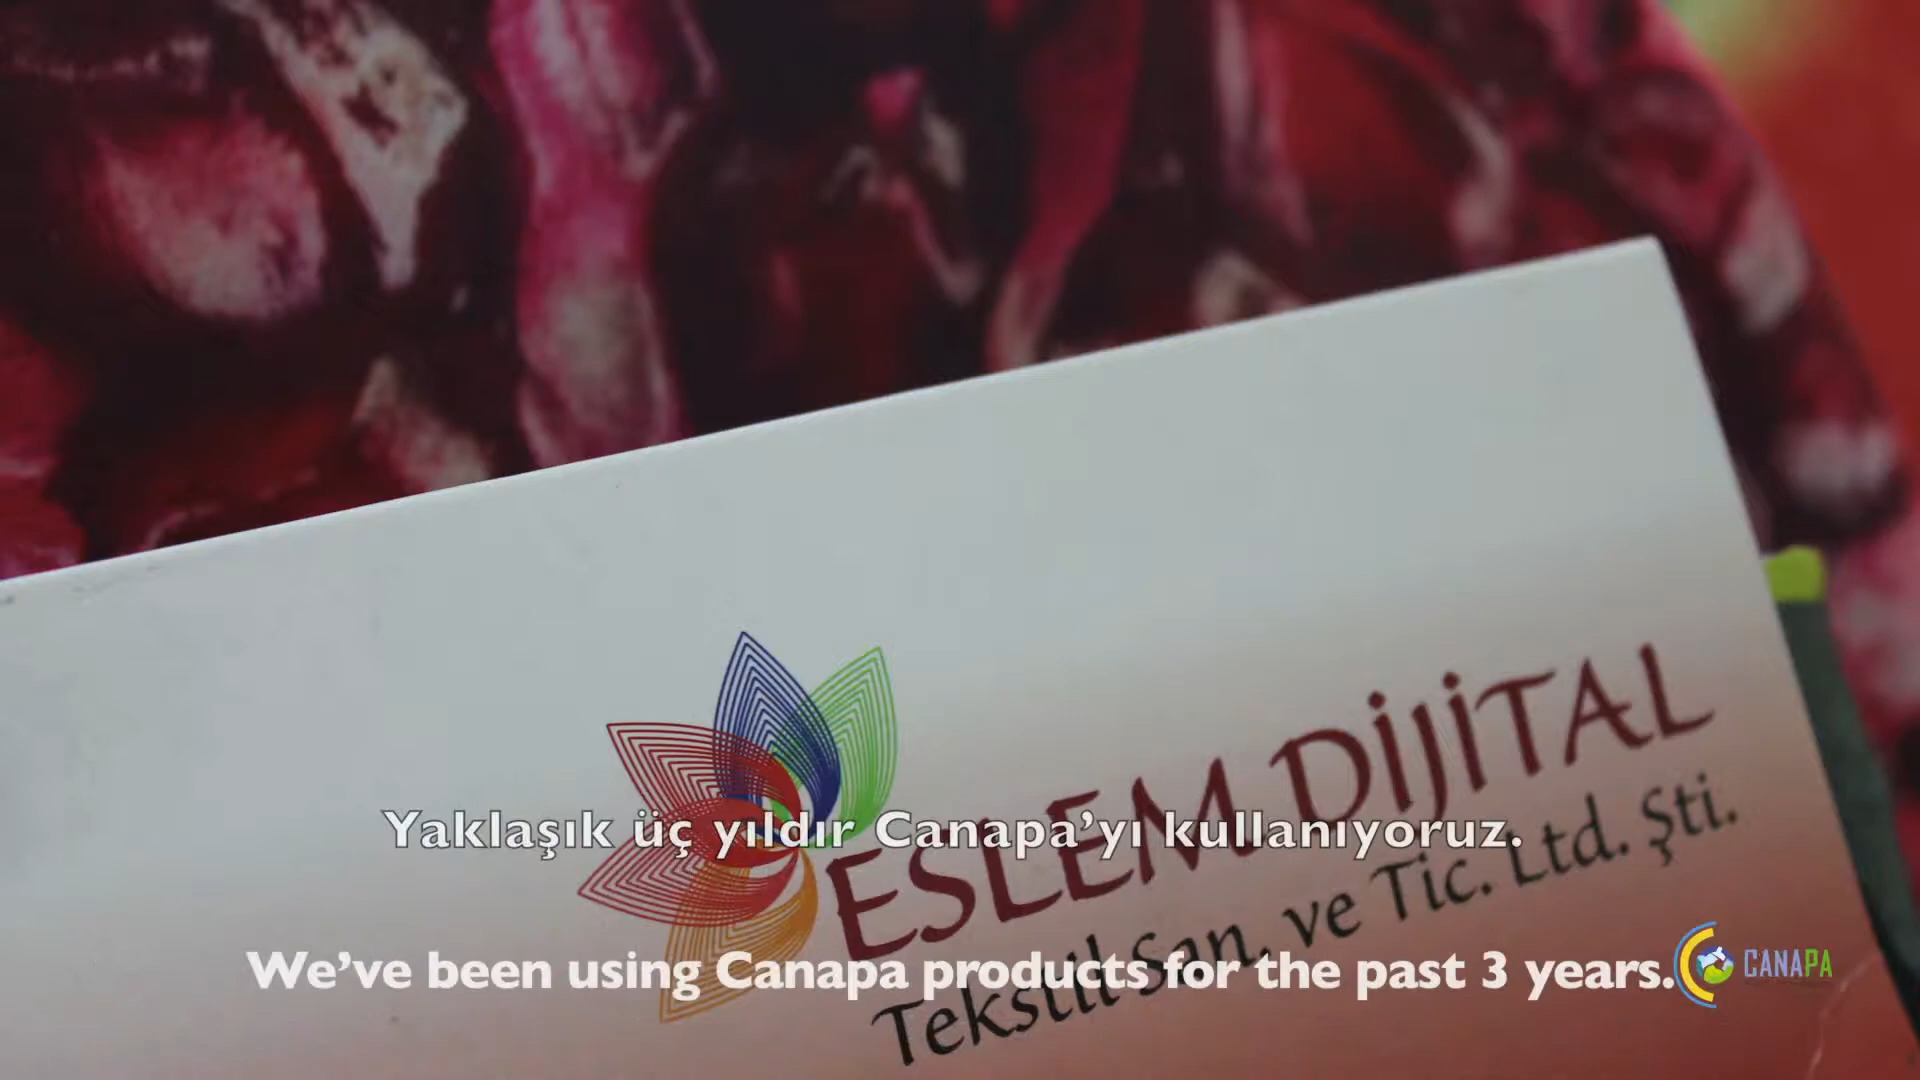 ESLEM DİJİTAL
Tekstil San. ve Tic. Ltd. Şti.
Yaklaşık üç yıldır Canapa’yı kullanıyoruz.
We’ve been using Canapa products for the past 3 years.
CANAPA